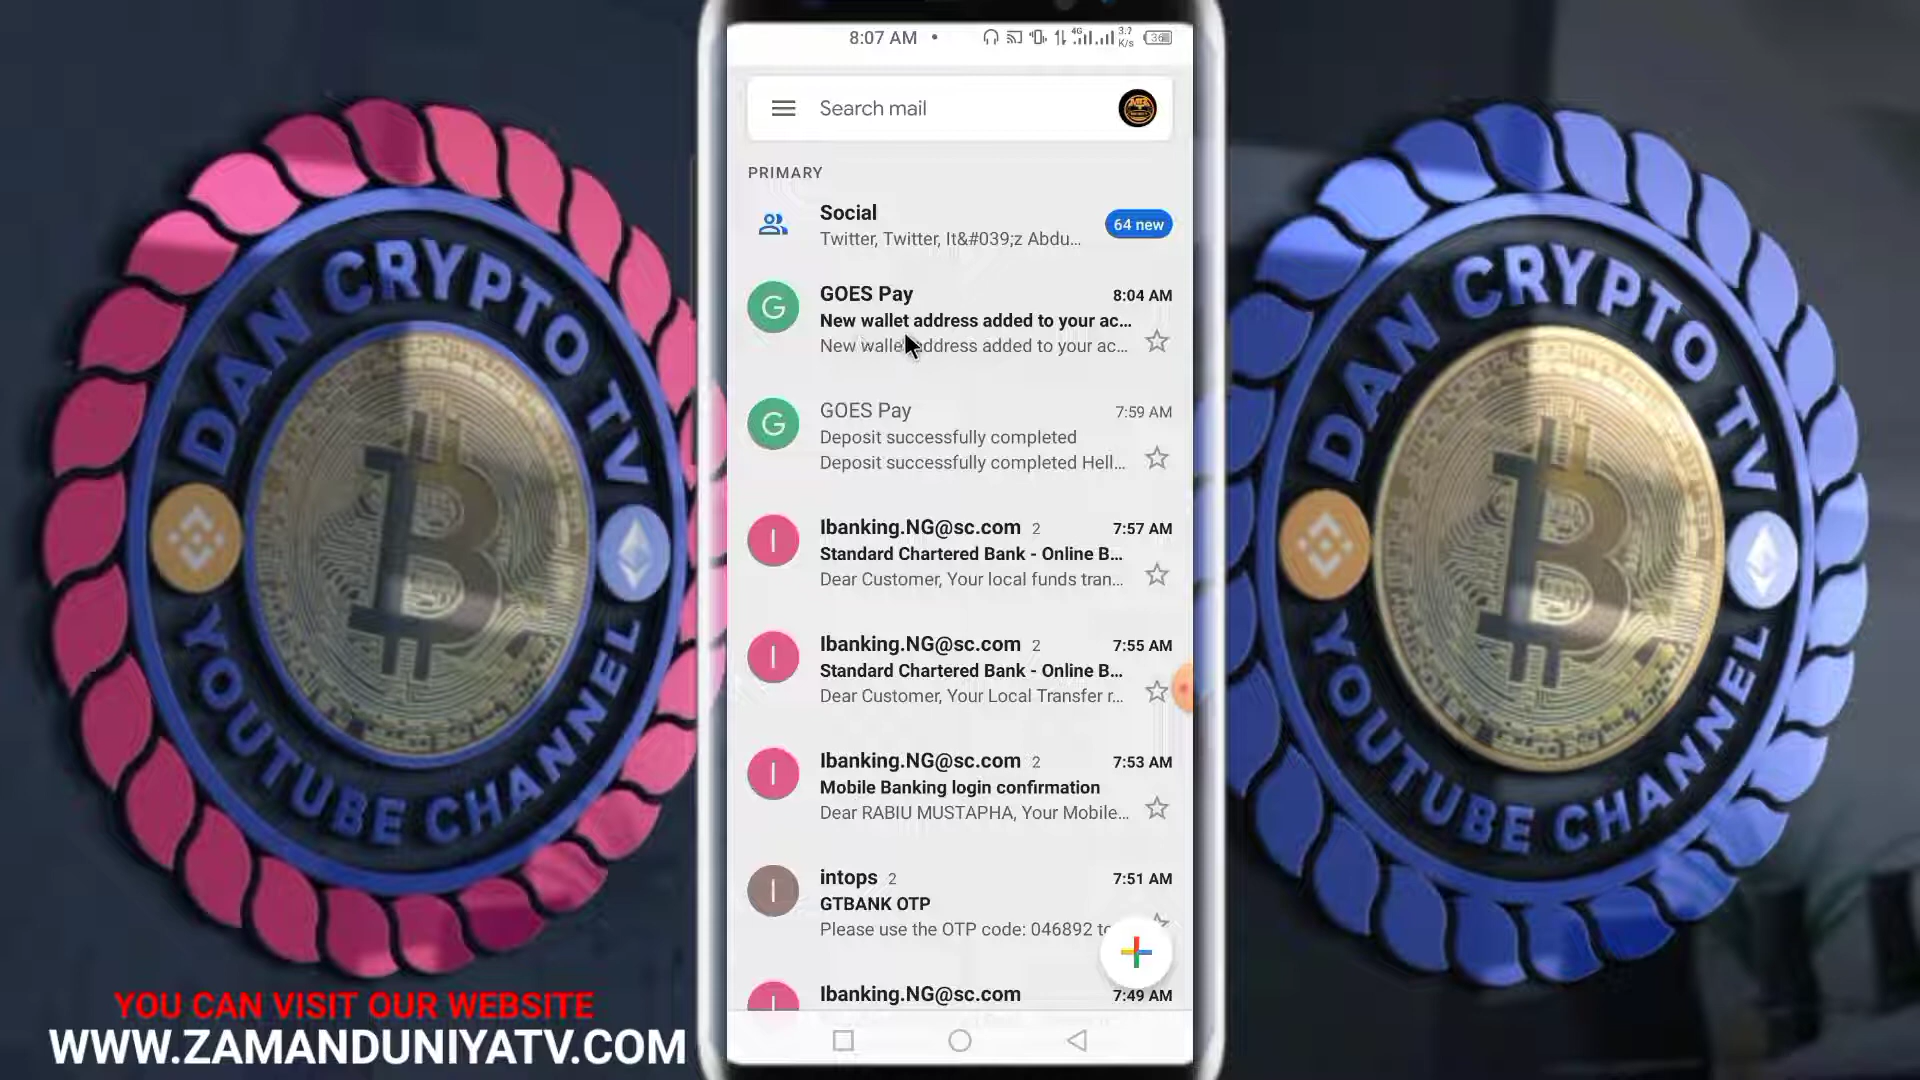 8:07 AM
4G
3.?
K/s
36
Search mail
PRIMARY
Social
64 new
Twitter, Twitter, It&#039;z Abdu...
GOES Pay
8:04 AM
New wallet address added to your ac...
New wallet address added to your ac...
GOES Pay
7:59 AM
Deposit successfully completed
Deposit successfully completed Hell...
Ibanking.NG@sc.com 2
7:57 AM
Standard Chartered Bank - Online B...
Dear Customer, Your local funds tran...
Ibanking.NG@sc.com 2
7:55 AM
Standard Chartered Bank - Online B...
Dear Customer, Your Local Transfer r...
Ibanking.NG@sc.com 2
7:53 AM
Mobile Banking login confirmation
Dear RABIU MUSTAPHA, Your Mobile...
intops 2
7:51 AM
GTBANK OTP
Please use the OTP code: 046892 to
Ibanking.NG@sc.com
7:49 AM
DAN CRYPTO TV
YOUTUBE CHANNEL
DAN CRYPTO TV
YOUTUBE CHANNEL
YOU CAN VISIT OUR WEBSITE
WWW.ZAMANDUNIYATV.COM